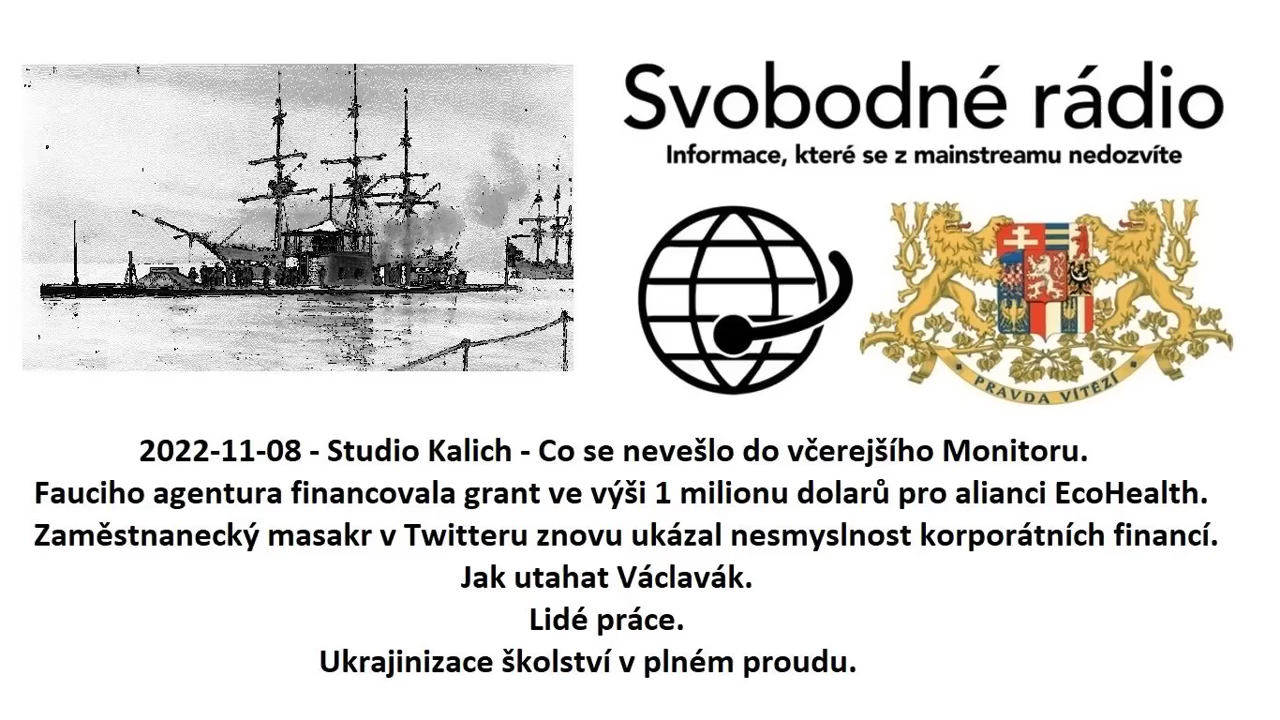 Svobodné rádio
Informace, které se z mainstreamu nedozvíte
PRAVDA VÍTĚZÍ
2022-11-08 - Studio Kalich - Co se nevešlo do včerejšího Monitoru.
Fauciho agentura financovala grant ve výši 1 milionu dolarů pro alianci EcoHealth.
Zaměstnanecký masakr v Twitteru znovu ukázal nesmyslnost korporátních financí.
Jak utahat Václavák.
Lidé práce.
Ukrajinizace školství v plném proudu.